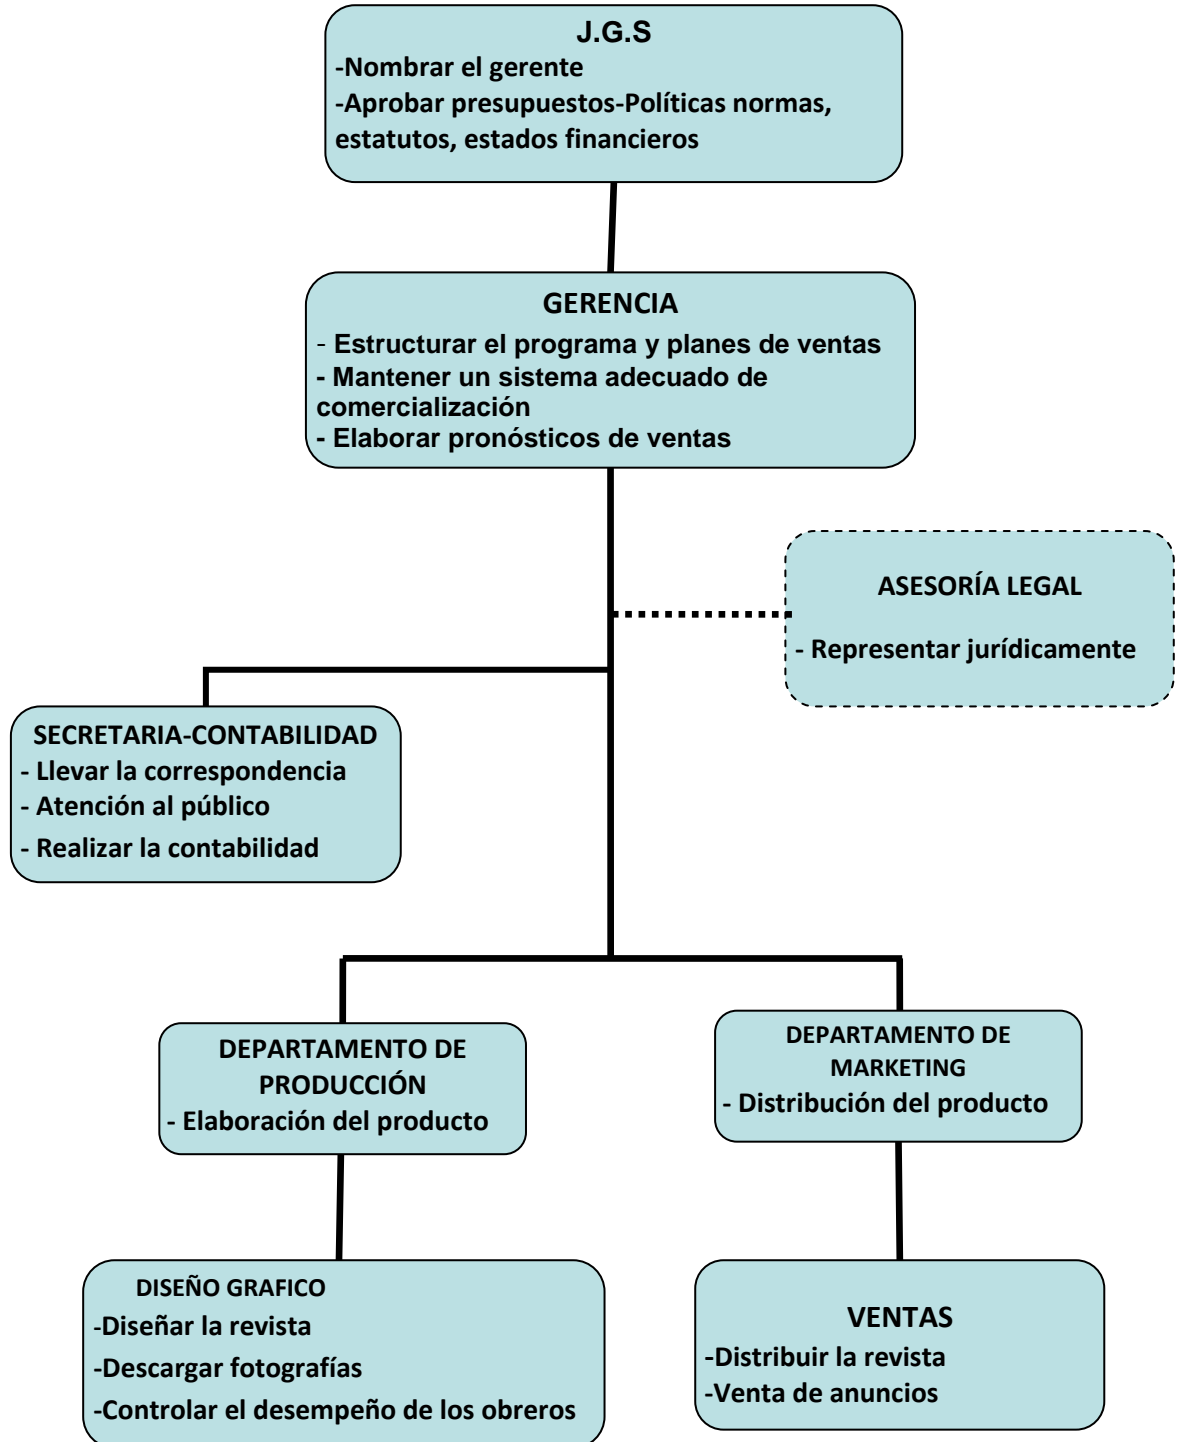 J.G.S
-Nombrar el gerente
-Aprobar presupuestos-Políticas normas,
estatutos, estados financieros
GERENCIA
- Estructurar el programa y planes de ventas
- Mantener un sistema adecuado de
comercialización
- Elaborar pronósticos de ventas
ASESORÍA LEGAL
- Representar jurídicamente
SECRETARIA-CONTABILIDAD
- Llevar la correspondencia
- Atención al público
- Realizar la contabilidad
DEPARTAMENTO DE
PRODUCCIÓN
- Elaboración del producto
DEPARTAMENTO DE
MARKETING
- Distribución del producto
DISEÑO GRAFICO
-Diseñar la revista
-Descargar fotografías
-Controlar el desempeño de los obreros
VENTAS
-Distribuir la revista
-Venta de anuncios